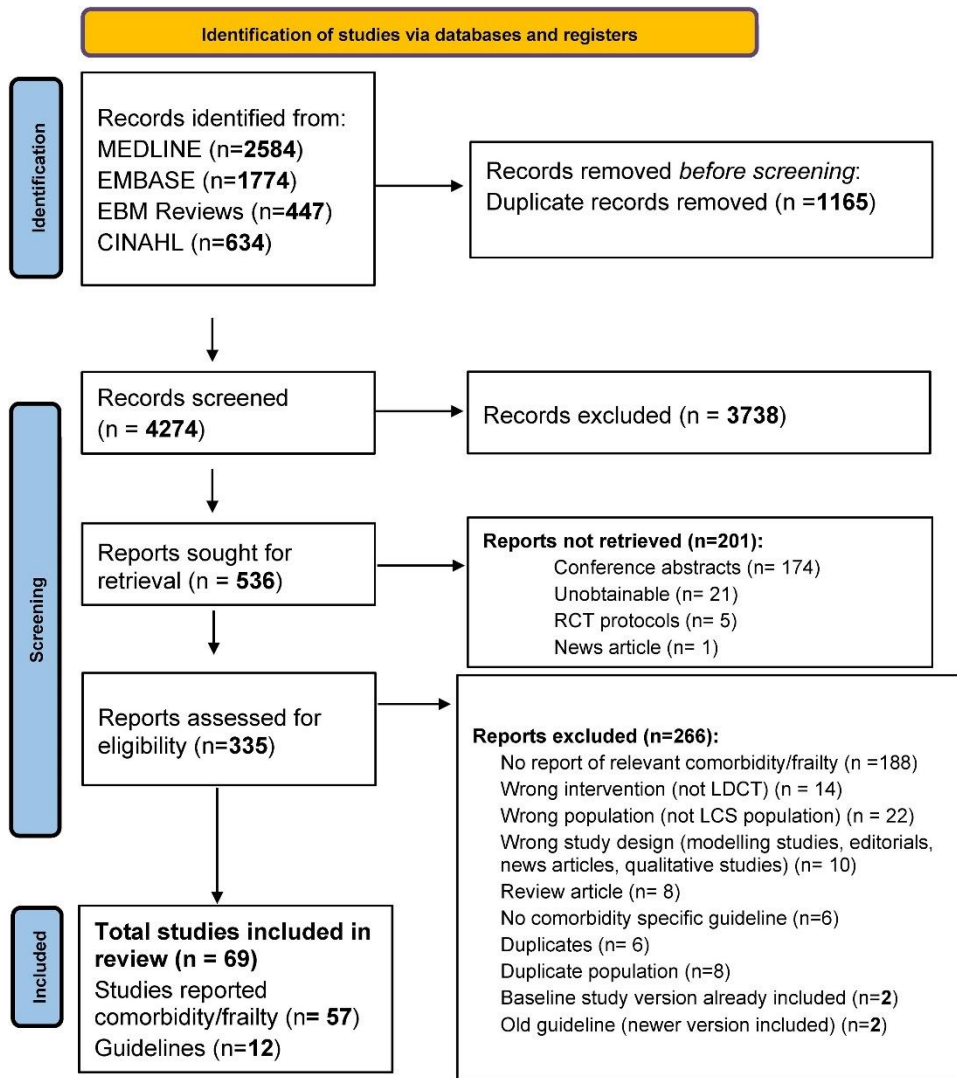 Identification of studies via databases and registers
Identification
Records identified from:
MEDLINE (n=2584)
EMBASE (n=1774)
EBM Reviews (n=447)
CINAHL (n=634)
Records removed before screening:
Duplicate records removed (n =1165)
Screening
Records screened
(n = 4274)
Records excluded (n = 3738)
Reports sought for
retrieval (n = 536)
Reports not retrieved (n=201):
Conference abstracts (n= 174)
Unobtainable (n= 21)
RCT protocols (n= 5)
News article (n= 1)
Reports assessed for
eligibility (n=335)
Reports excluded (n=266):
No report of relevant comorbidity/frailty (n =188)
Wrong intervention (not LDCT) (n = 14)
Wrong population (not LCS population) (n = 22)
Wrong study design (modelling studies, editorials,
news articles, qualitative studies) (n= 10)
Review article (n= 8)
No comorbidity specific guideline (n=6)
Duplicates (n= 6)
Duplicate population (n=8)
Baseline study version already included (n=2)
Old guideline (newer version included) (n=2)
Included
Total studies included in
review (n = 69)
Studies reported
comorbidity/frailty (n= 57)
Guidelines (n=12)